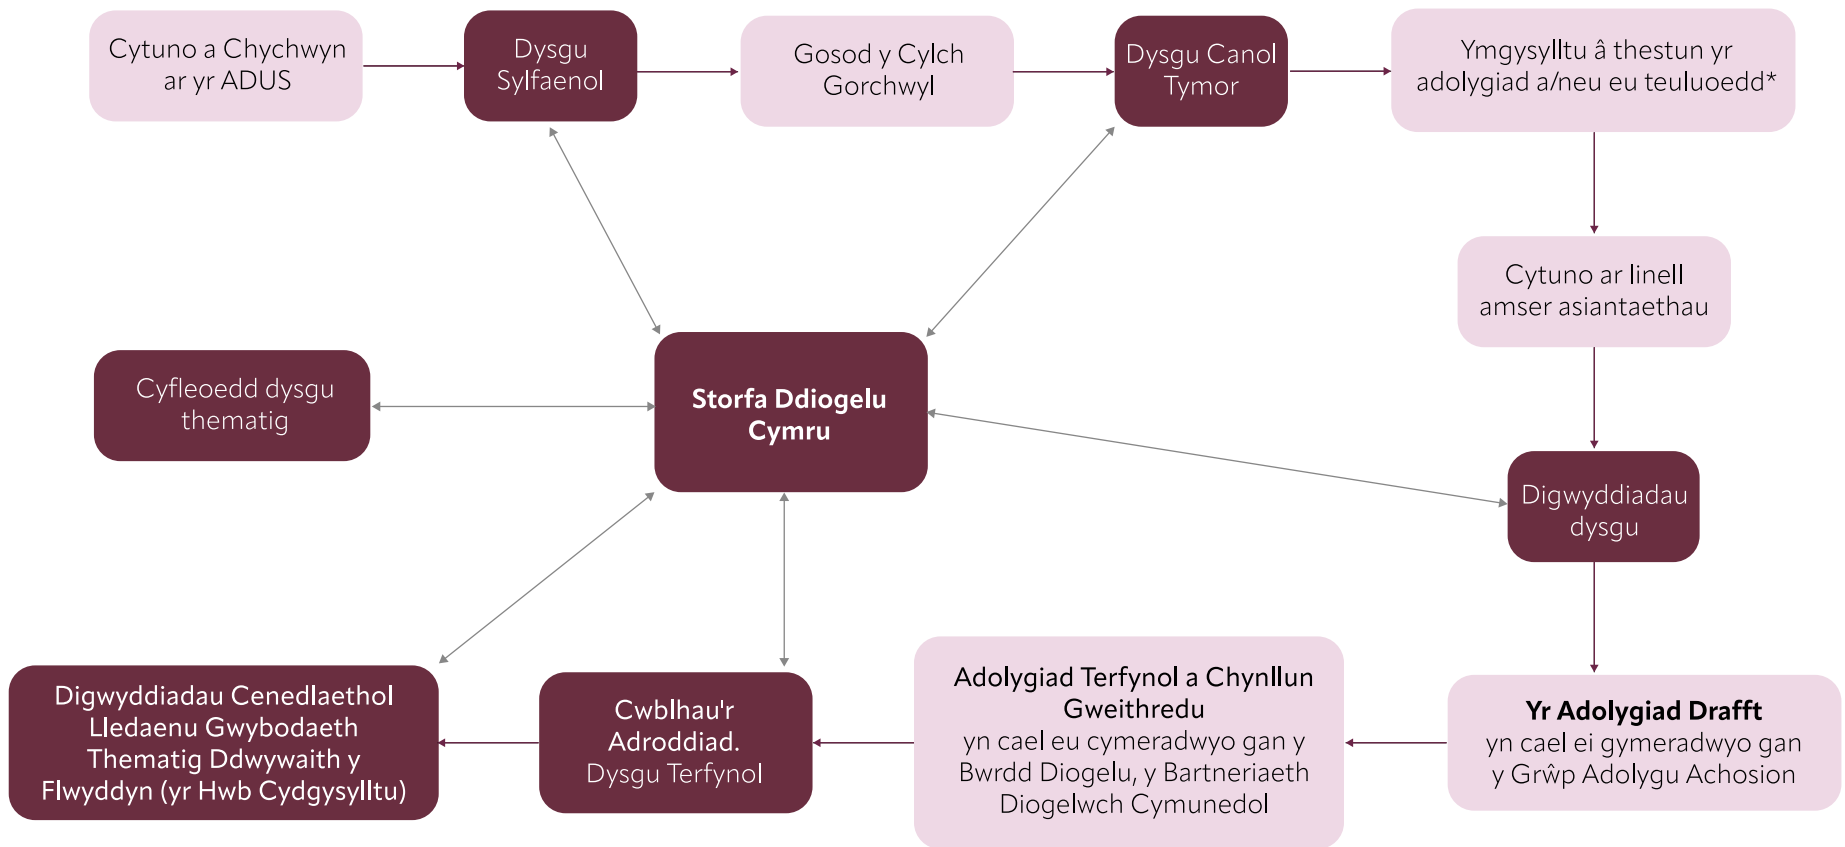 Cytuno a Chychwyn
ar yr ADUS
Dysgu
Sylfaenol
Gosod y Cylch
Gorchwyl
Dysgu Canol
Tymor
Ymgysylltu â thestun yr
adolygiad a/neu eu teuluoedd*
Cytuno ar linell
amser asiantaethau
Cyfleoedd dysgu
thematig
Storfa Ddiogelu
Cymru
Digwyddiadau
dysgu
Digwyddiadau Cenedlaethol
Lledaenu Gwybodaeth
Thematig Ddwywaith y
Flwyddyn (yr Hwb Cydgysylltu)
Cwblhau'r
Adroddiad.
Dysgu Terfynol
Adolygiad Terfynol a Chynllun
Gweithredu
yn cael eu cymeradwyo gan y
Bwrdd Diogelu, y Bartneriaeth
Diogelwch Cymunedol
Yr Adolygiad Drafft
yn cael ei gymeradwyo gan
y Grŵp Adolygu Achosion